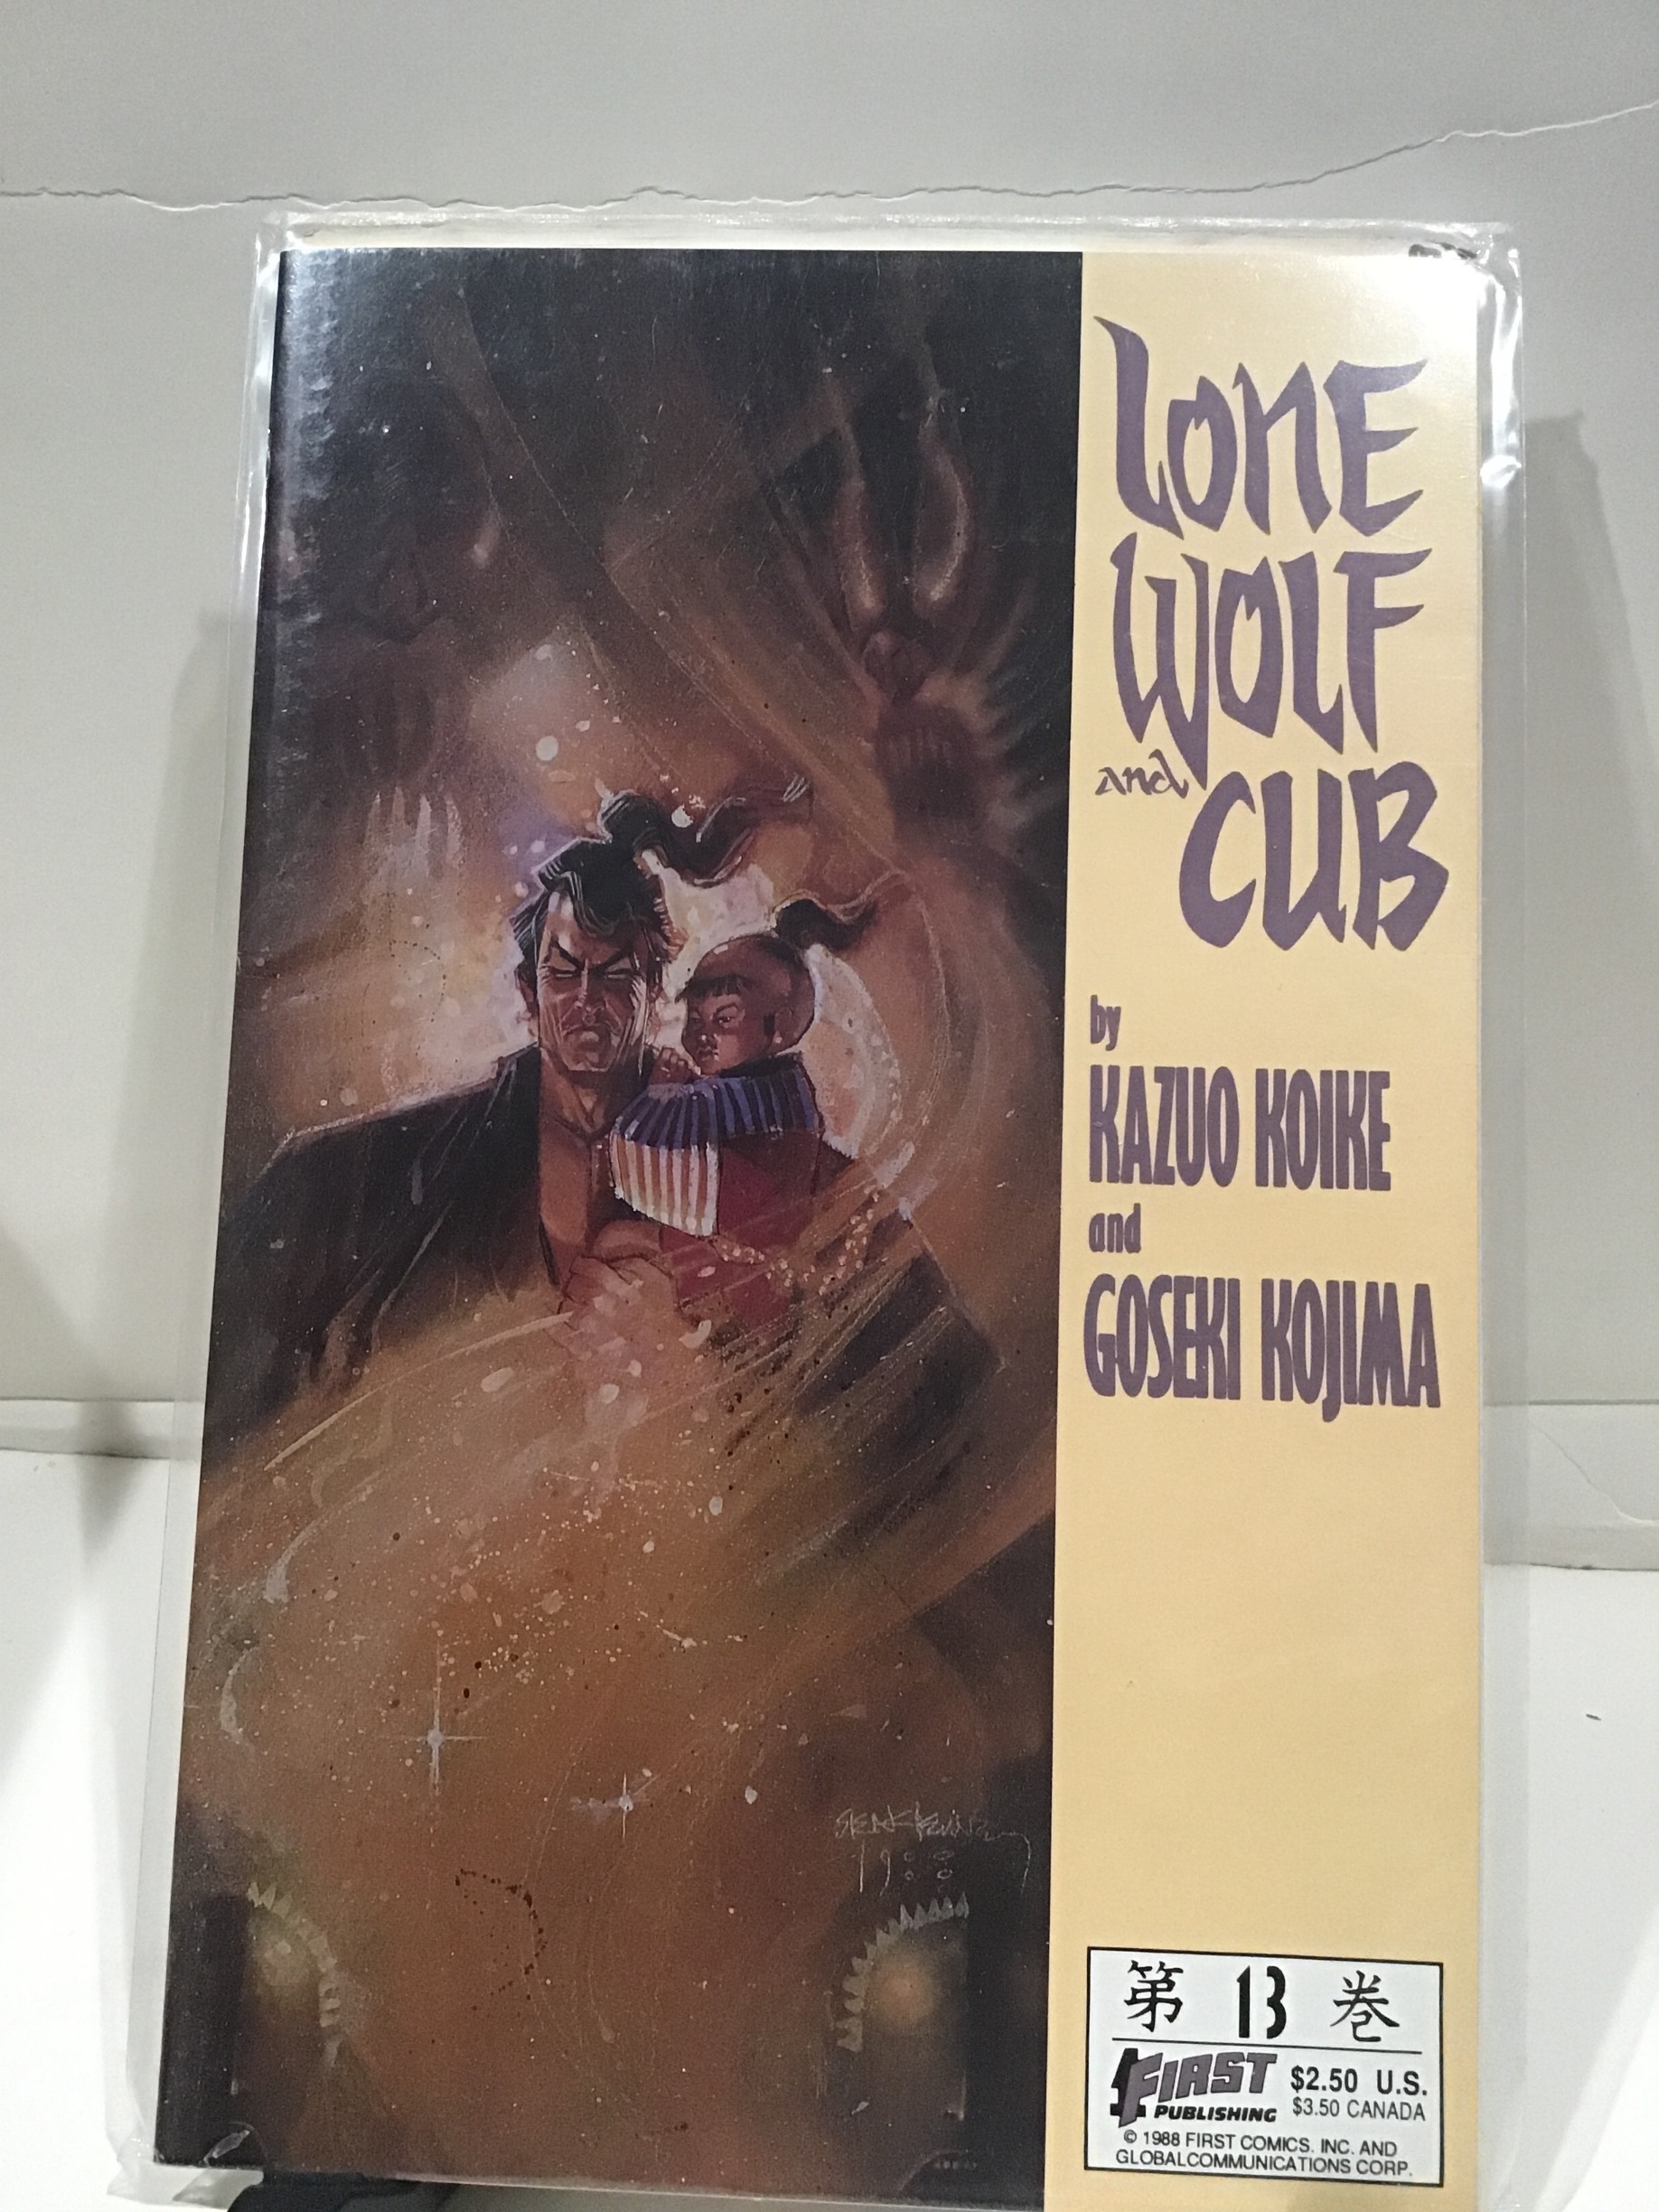 LONE
WOLF
and CUB
by
KAZUO KOIKE
and
GOSEKI KOJIMA
1988
第 13 巻
FIRST
PUBLISHING
$2.50 U.S.
$3.50 CANADA
© 1988 FIRST COMICS. INC. AND
GLOBALCOMMUNICATIONS CORP.